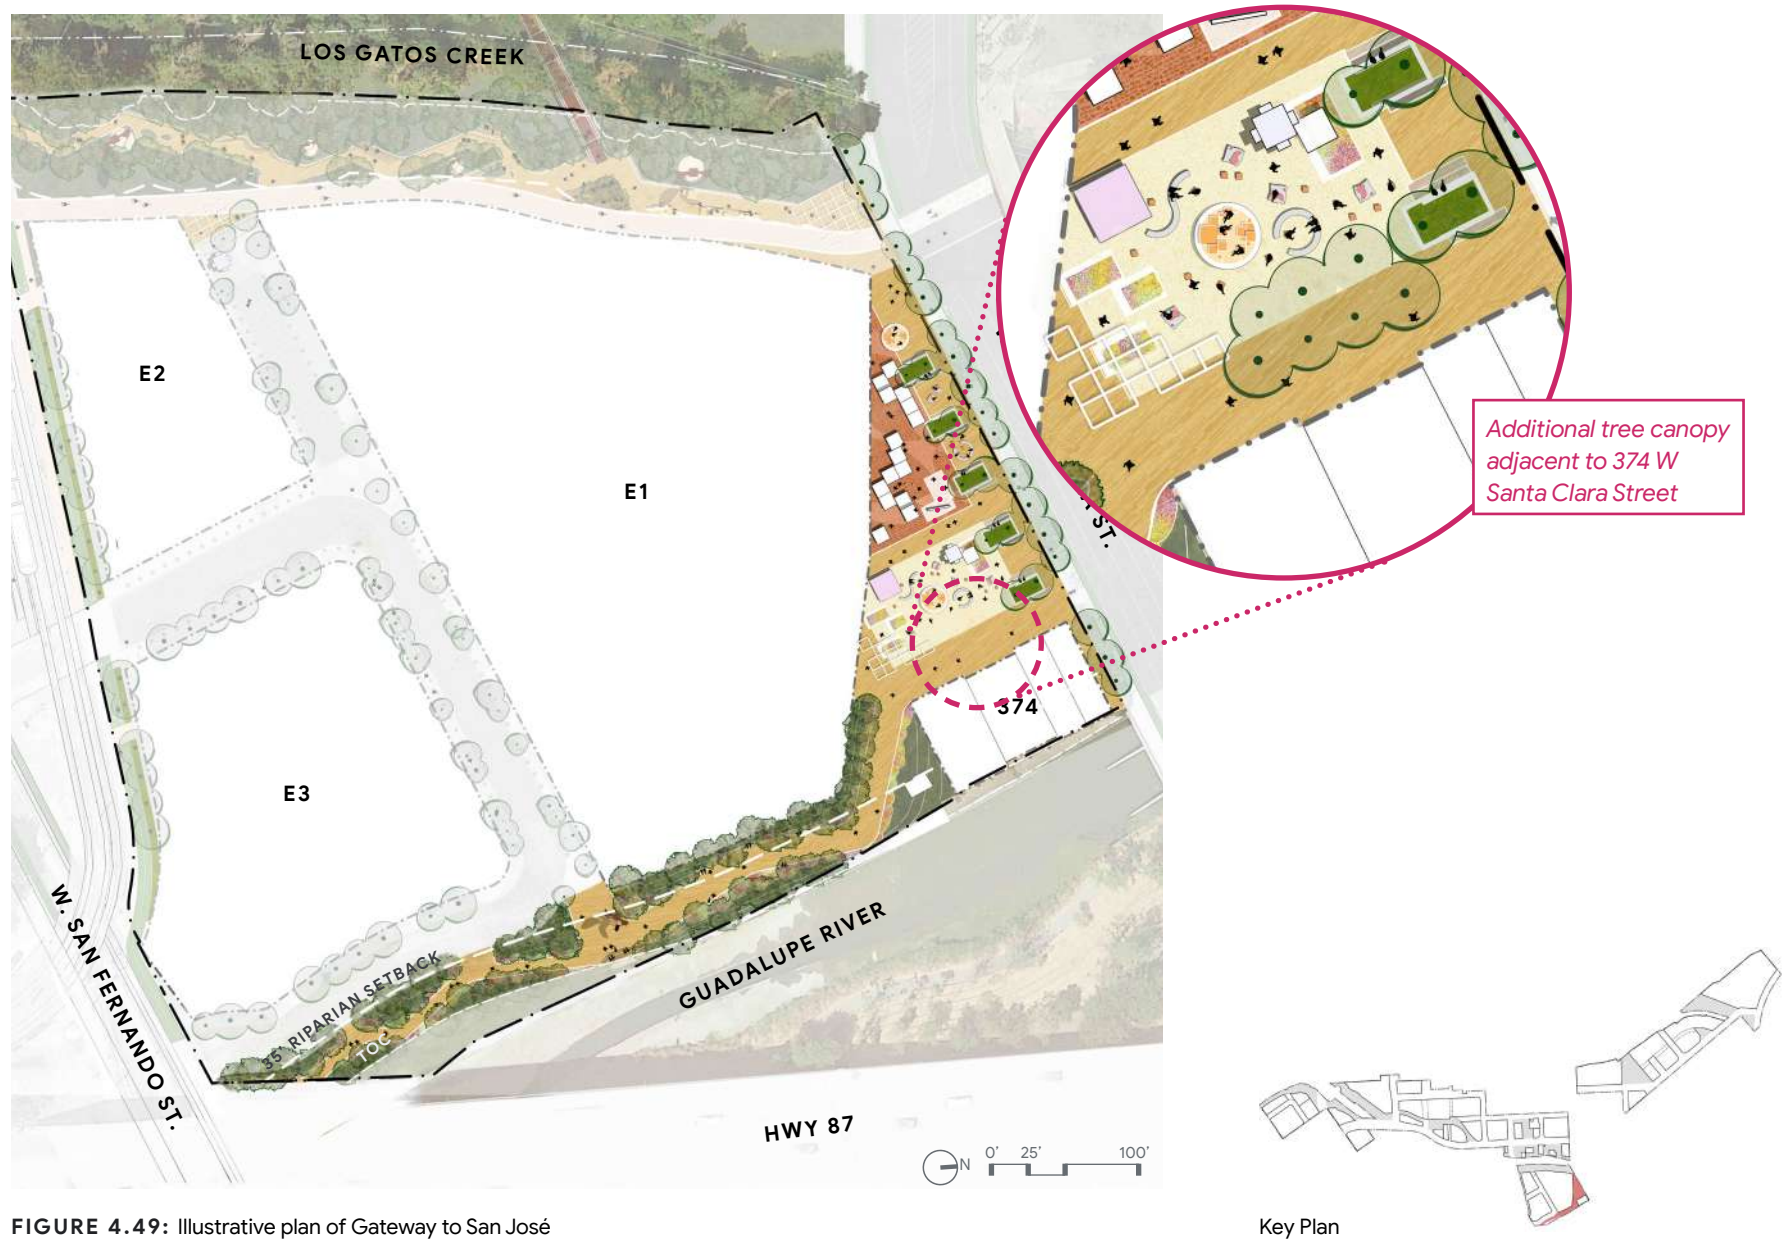 LOS GATOS CREEK
E2
E1
Additional tree canopy
adjacent to 374 W
Santa Clara Street
ST.
374
E3
W. SAN FERNANDO ST.
35' RIPARIAN SETBACK
TOC
GUADALUPE RIVER
HWY 87
N
0' 25' 100'
FIGURE 4.49: Illustrative plan of Gateway to San José
Key Plan